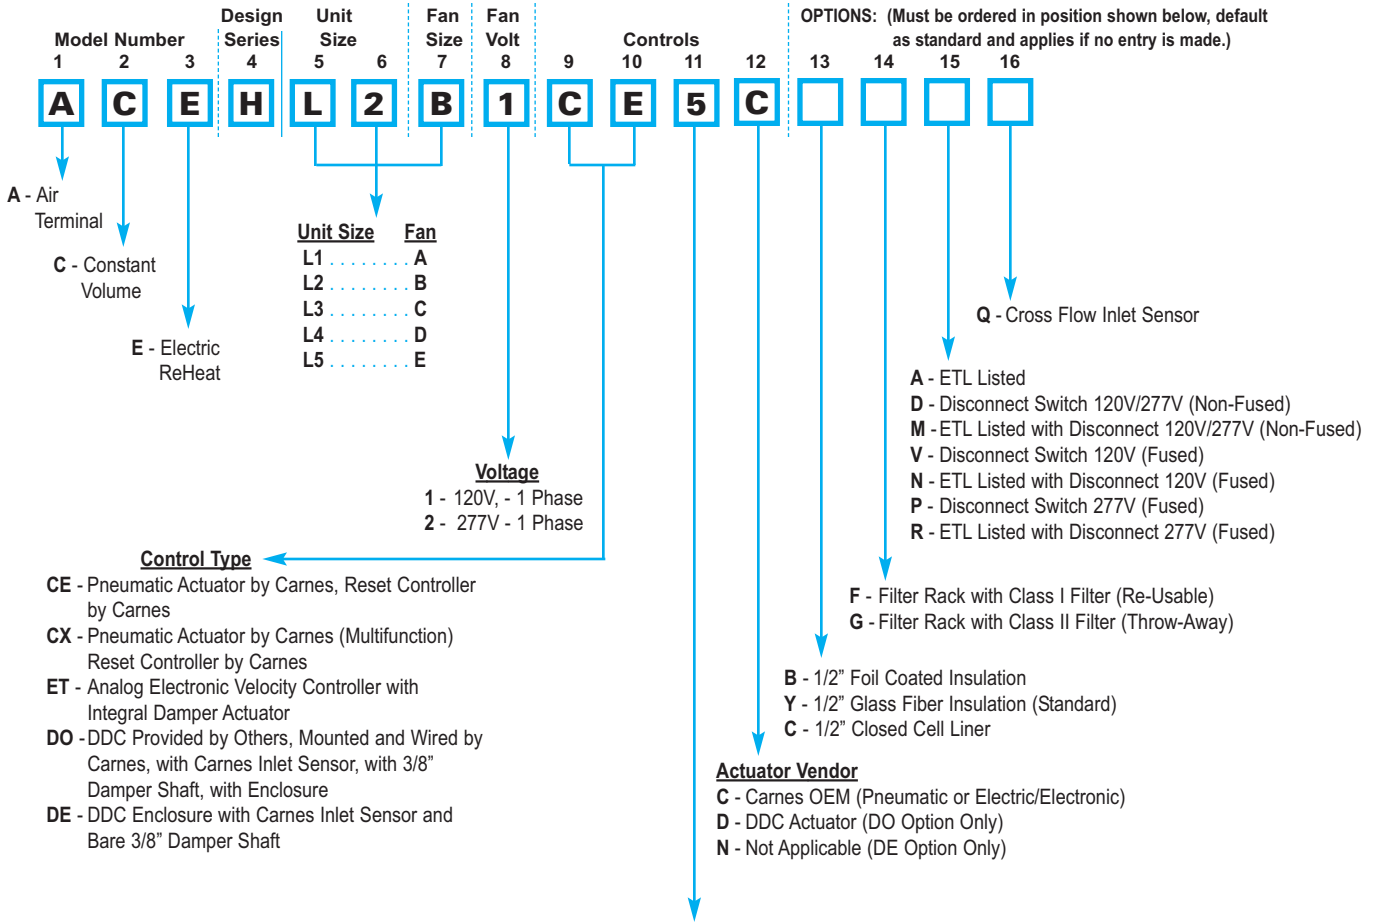 Design Unit Fan Fan OPTIONS: (Must be ordered in position shown below, default
Model Number Series Size Size Volt Controls as standard and applies if no entry is made.)
1 2 3 4 5 6 7 8 9 10 11 12 13 14 15 16
A C E H L 2 B 1 C E 5 C
A - Air
Terminal
C - Constant
Volume
E - Electric
ReHeat
Unit Size Fan
L1 . . . . . . . . A
L2 . . . . . . . . B
L3 . . . . . . . . C
L4 . . . . . . . . D
L5 . . . . . . . . E
Voltage
1 - 120V, - 1 Phase
2 - 277V - 1 Phase
Control Type
CE - Pneumatic Actuator by Carnes, Reset Controller
by Carnes
CX - Pneumatic Actuator by Carnes (Multifunction)
Reset Controller by Carnes
ET - Analog Electronic Velocity Controller with
Integral Damper Actuator
DO - DDC Provided by Others, Mounted and Wired by
Carnes, with Carnes Inlet Sensor, with 3/8”
Damper Shaft, with Enclosure
DE - DDC Enclosure with Carnes Inlet Sensor and
Bare 3/8” Damper Shaft
Q - Cross Flow Inlet Sensor
A - ETL Listed
D - Disconnect Switch 120V/277V (Non-Fused)
M - ETL Listed with Disconnect 120V/277V (Non-Fused)
V - Disconnect Switch 120V (Fused)
N - ETL Listed with Disconnect 120V (Fused)
P - Disconnect Switch 277V (Fused)
R - ETL Listed with Disconnect 277V (Fused)
F - Filter Rack with Class I Filter (Re-Usable)
G - Filter Rack with Class II Filter (Throw-Away)
B - 1/2” Foil Coated Insulation
Y - 1/2” Glass Fiber Insulation (Standard)
C - 1/2” Closed Cell Liner
Actuator Vendor
C - Carnes OEM (Pneumatic or Electric/Electronic)
D - DDC Actuator (DO Option Only)
N - Not Applicable (DE Option Only)